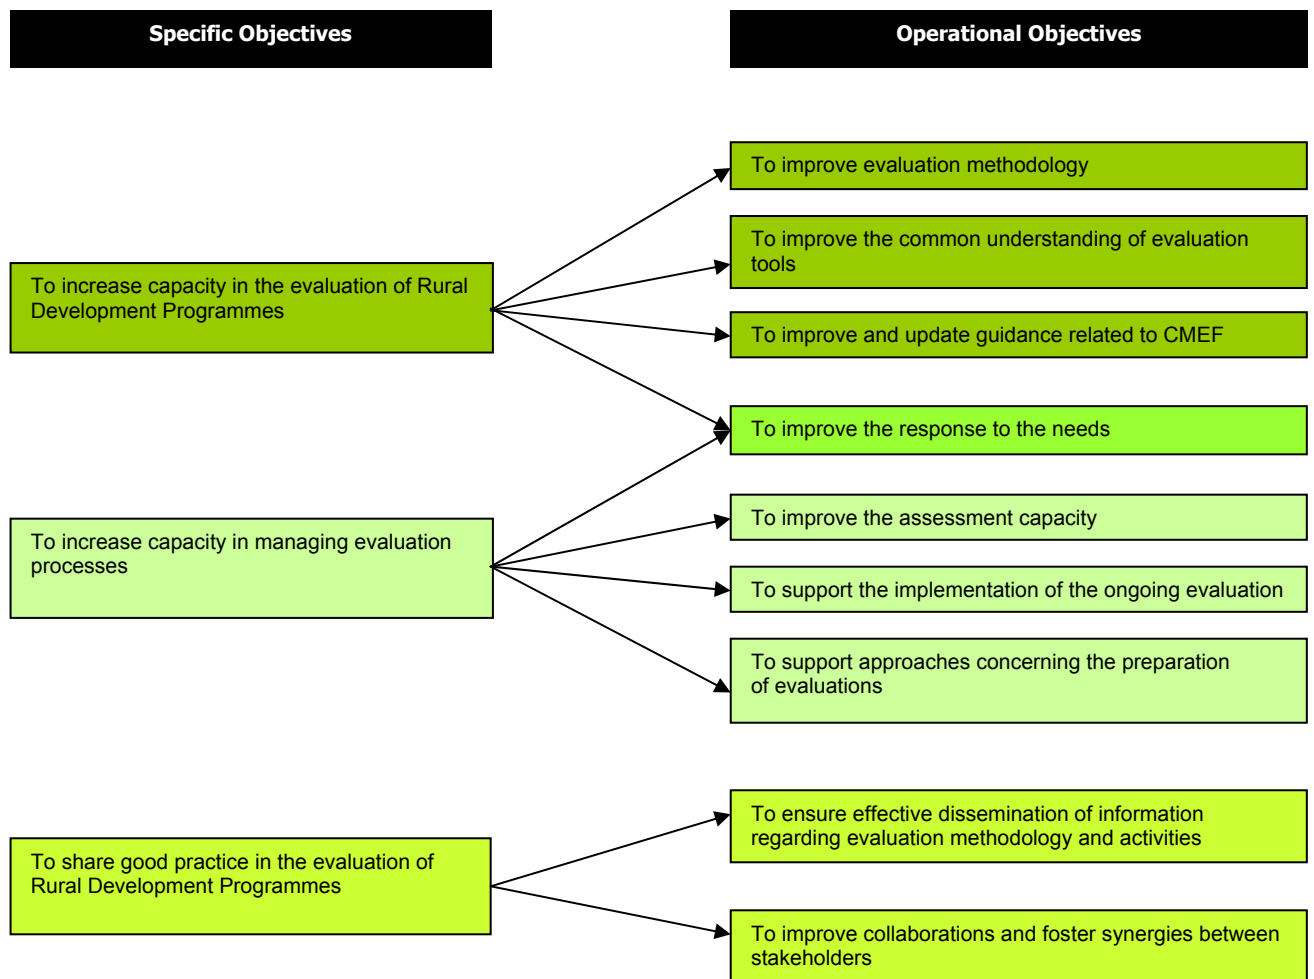 Specific Objectives
Operational Objectives
To improve evaluation methodology
To improve the common understanding of evaluation
tools
To increase capacity in the evaluation of Rural
Development Programmes
To improve and update guidance related to CMEF
To improve the response to the needs
To improve the assessment capacity
To increase capacity in managing evaluation
processes
To support the implementation of the ongoing evaluation
To support approaches concerning the preparation
of evaluations
To ensure effective dissemination of information
regarding evaluation methodology and activities
To share good practice in the evaluation of
Rural Development Programmes
To improve collaborations and foster synergies between
stakeholders